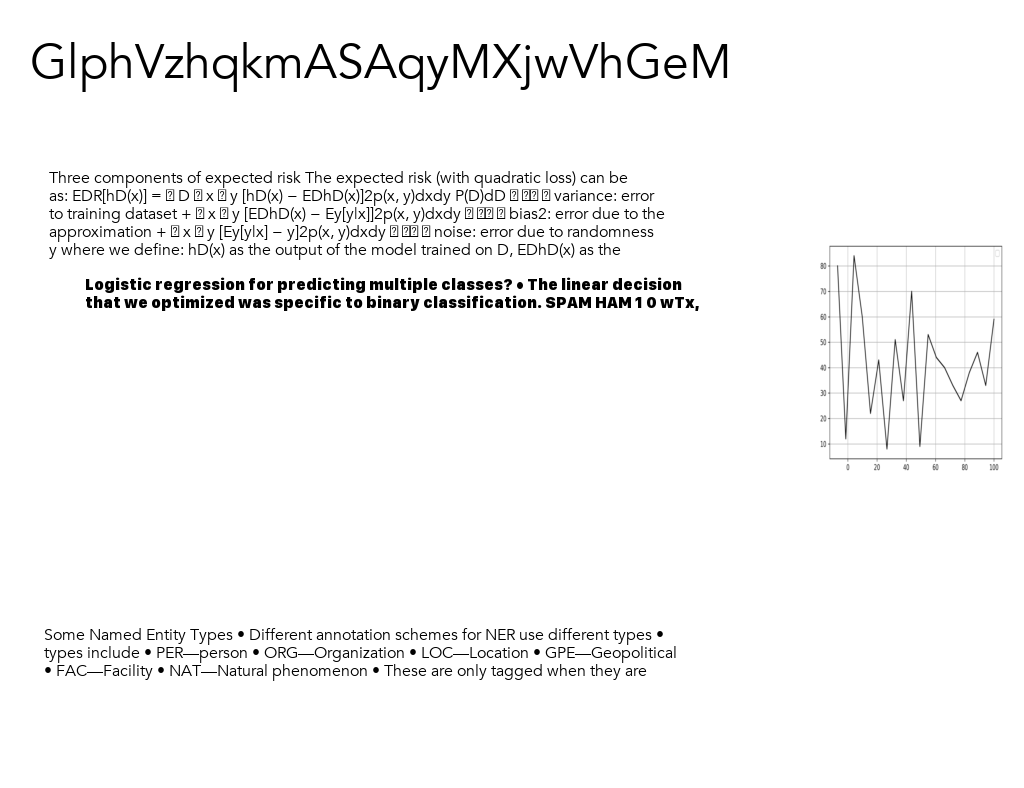 GlphVzhqkmASAqyMXjwVhGeM
Three components of expected risk The expected risk (with quadratic loss) can be
as: EDR[hD(x)] = D x y [hD(x) − EDhD(x)]2p(x, y)dxdy P(D)dD variance: error
to training dataset + x y [EDhD(x) − Ey[y|x]]2p(x, y)dxdy bias2: error due to the
approximation + x y [Ey[y|x] − y]2p(x, y)dxdy noise: error due to randomness
y where we define: hD(x) as the output of the model trained on D, EDhD(x) as the
Logistic regression for predicting multiple classes? • The linear decision
that we optimized was specific to binary classification. SPAM HAM 1 0 wTx,
80
70
60
50
40
30
20
10
0 20 40 60 80 100
Some Named Entity Types • Different annotation schemes for NER use different types •
types include • PER—person • ORG—Organization • LOC—Location • GPE—Geopolitical
• FAC—Facility • NAT—Natural phenomenon • These are only tagged when they are